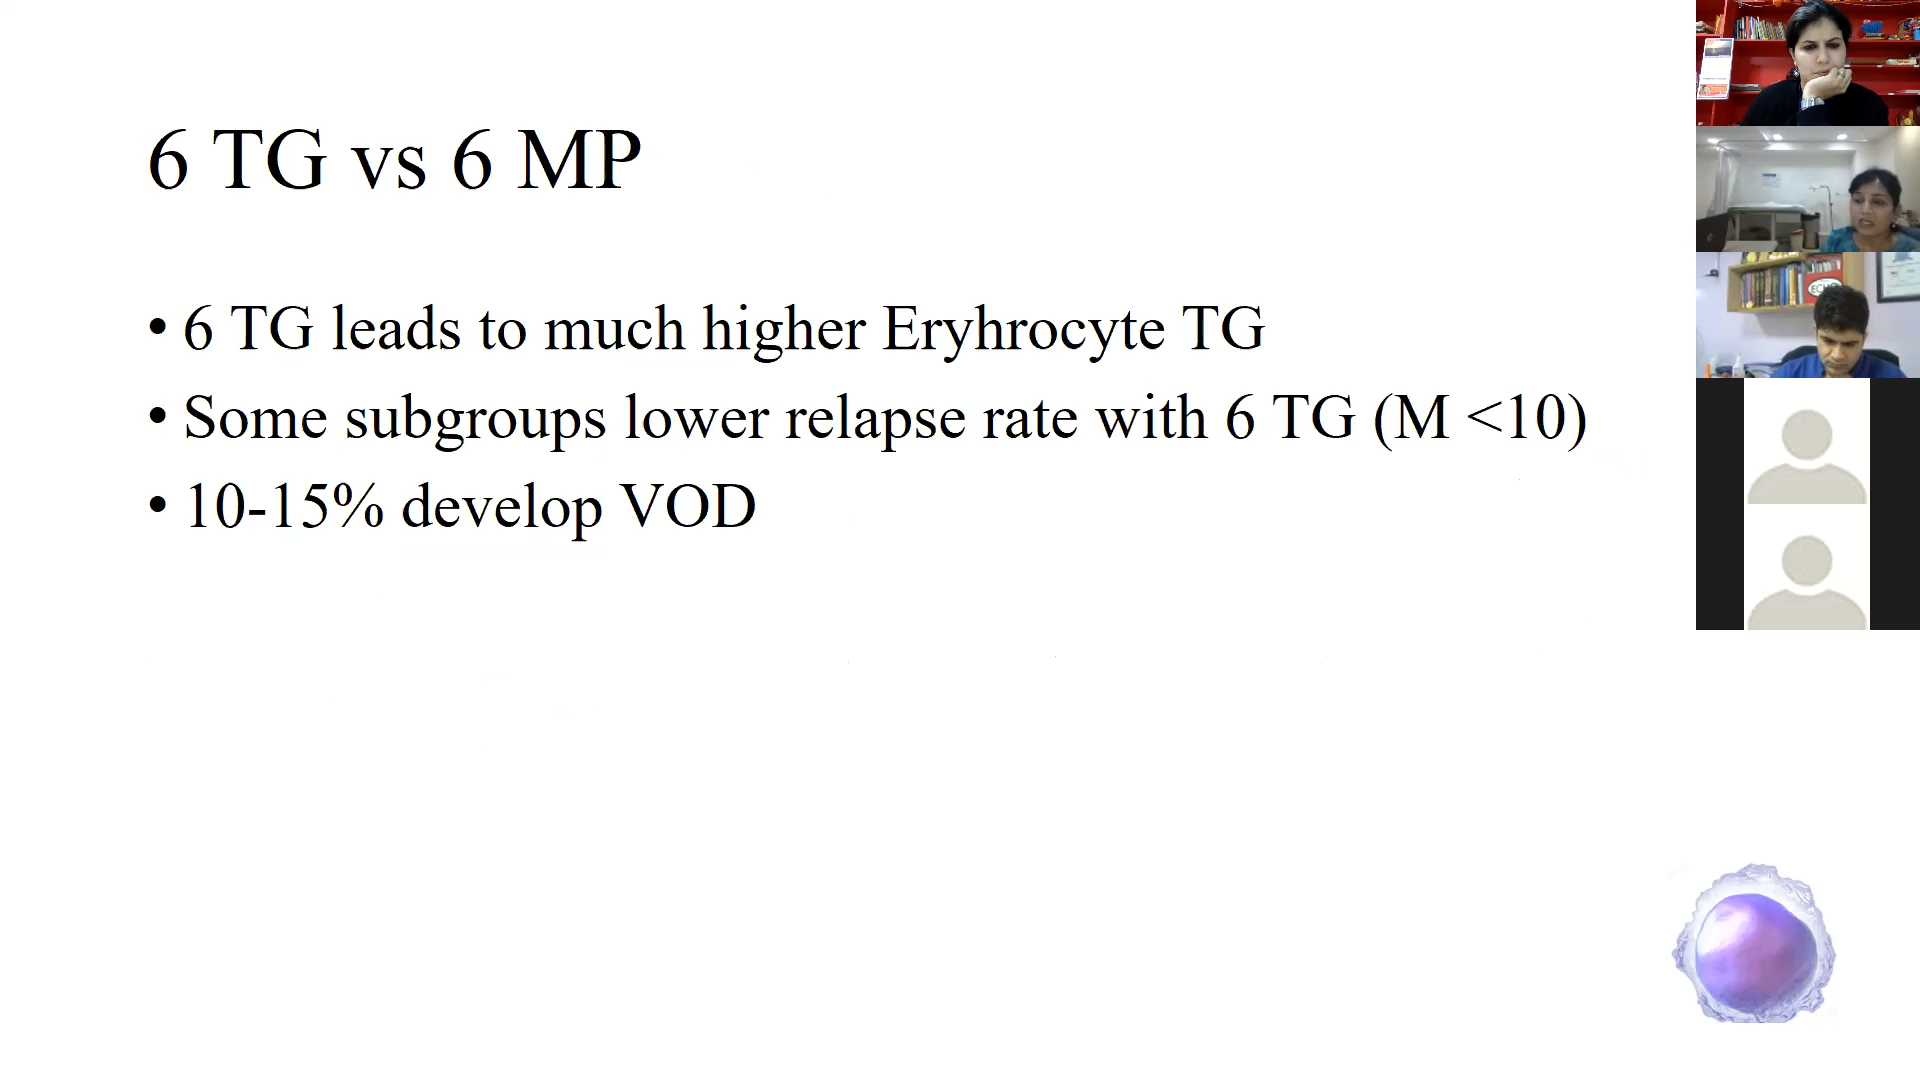 6 TG vs 6 MP
• 6 TG leads to much higher Eryhrocyte TG
• Some subgroups lower relapse rate with 6 TG (M <10)
• 10-15% develop VOD
ECHO